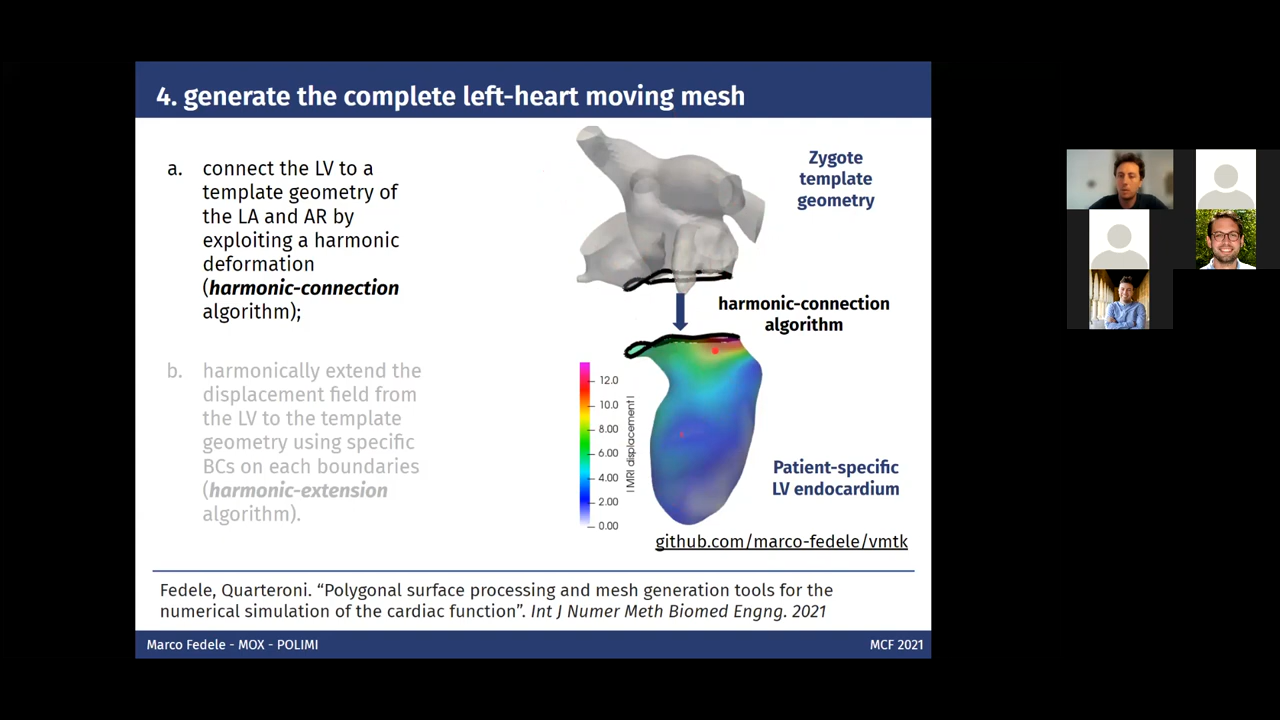 4. generate the complete left-heart moving mesh
a. connect the LV to a
template geometry of
the LA and AR by
exploiting a harmonic
deformation
(harmonic-connection
algorithm);
b. harmonically extend the
displacement field from
the LV to the template
geometry using specific
BCs on each boundaries
(harmonic-extension
algorithm).
Zygote
template
geometry
harmonic-connection
algorithm
12.0
10.0
8.00
6.00
4.00
2.00
0.00
| MRI displacement |
Patient-specific
LV endocardium
github.com/marco-fedele/vmtk
Fedele, Quarteroni. “Polygonal surface processing and mesh generation tools for the
numerical simulation of the cardiac function”. Int J Numer Meth Biomed Engng. 2021
Marco Fedele - MOX - POLIMI
MCF 2021